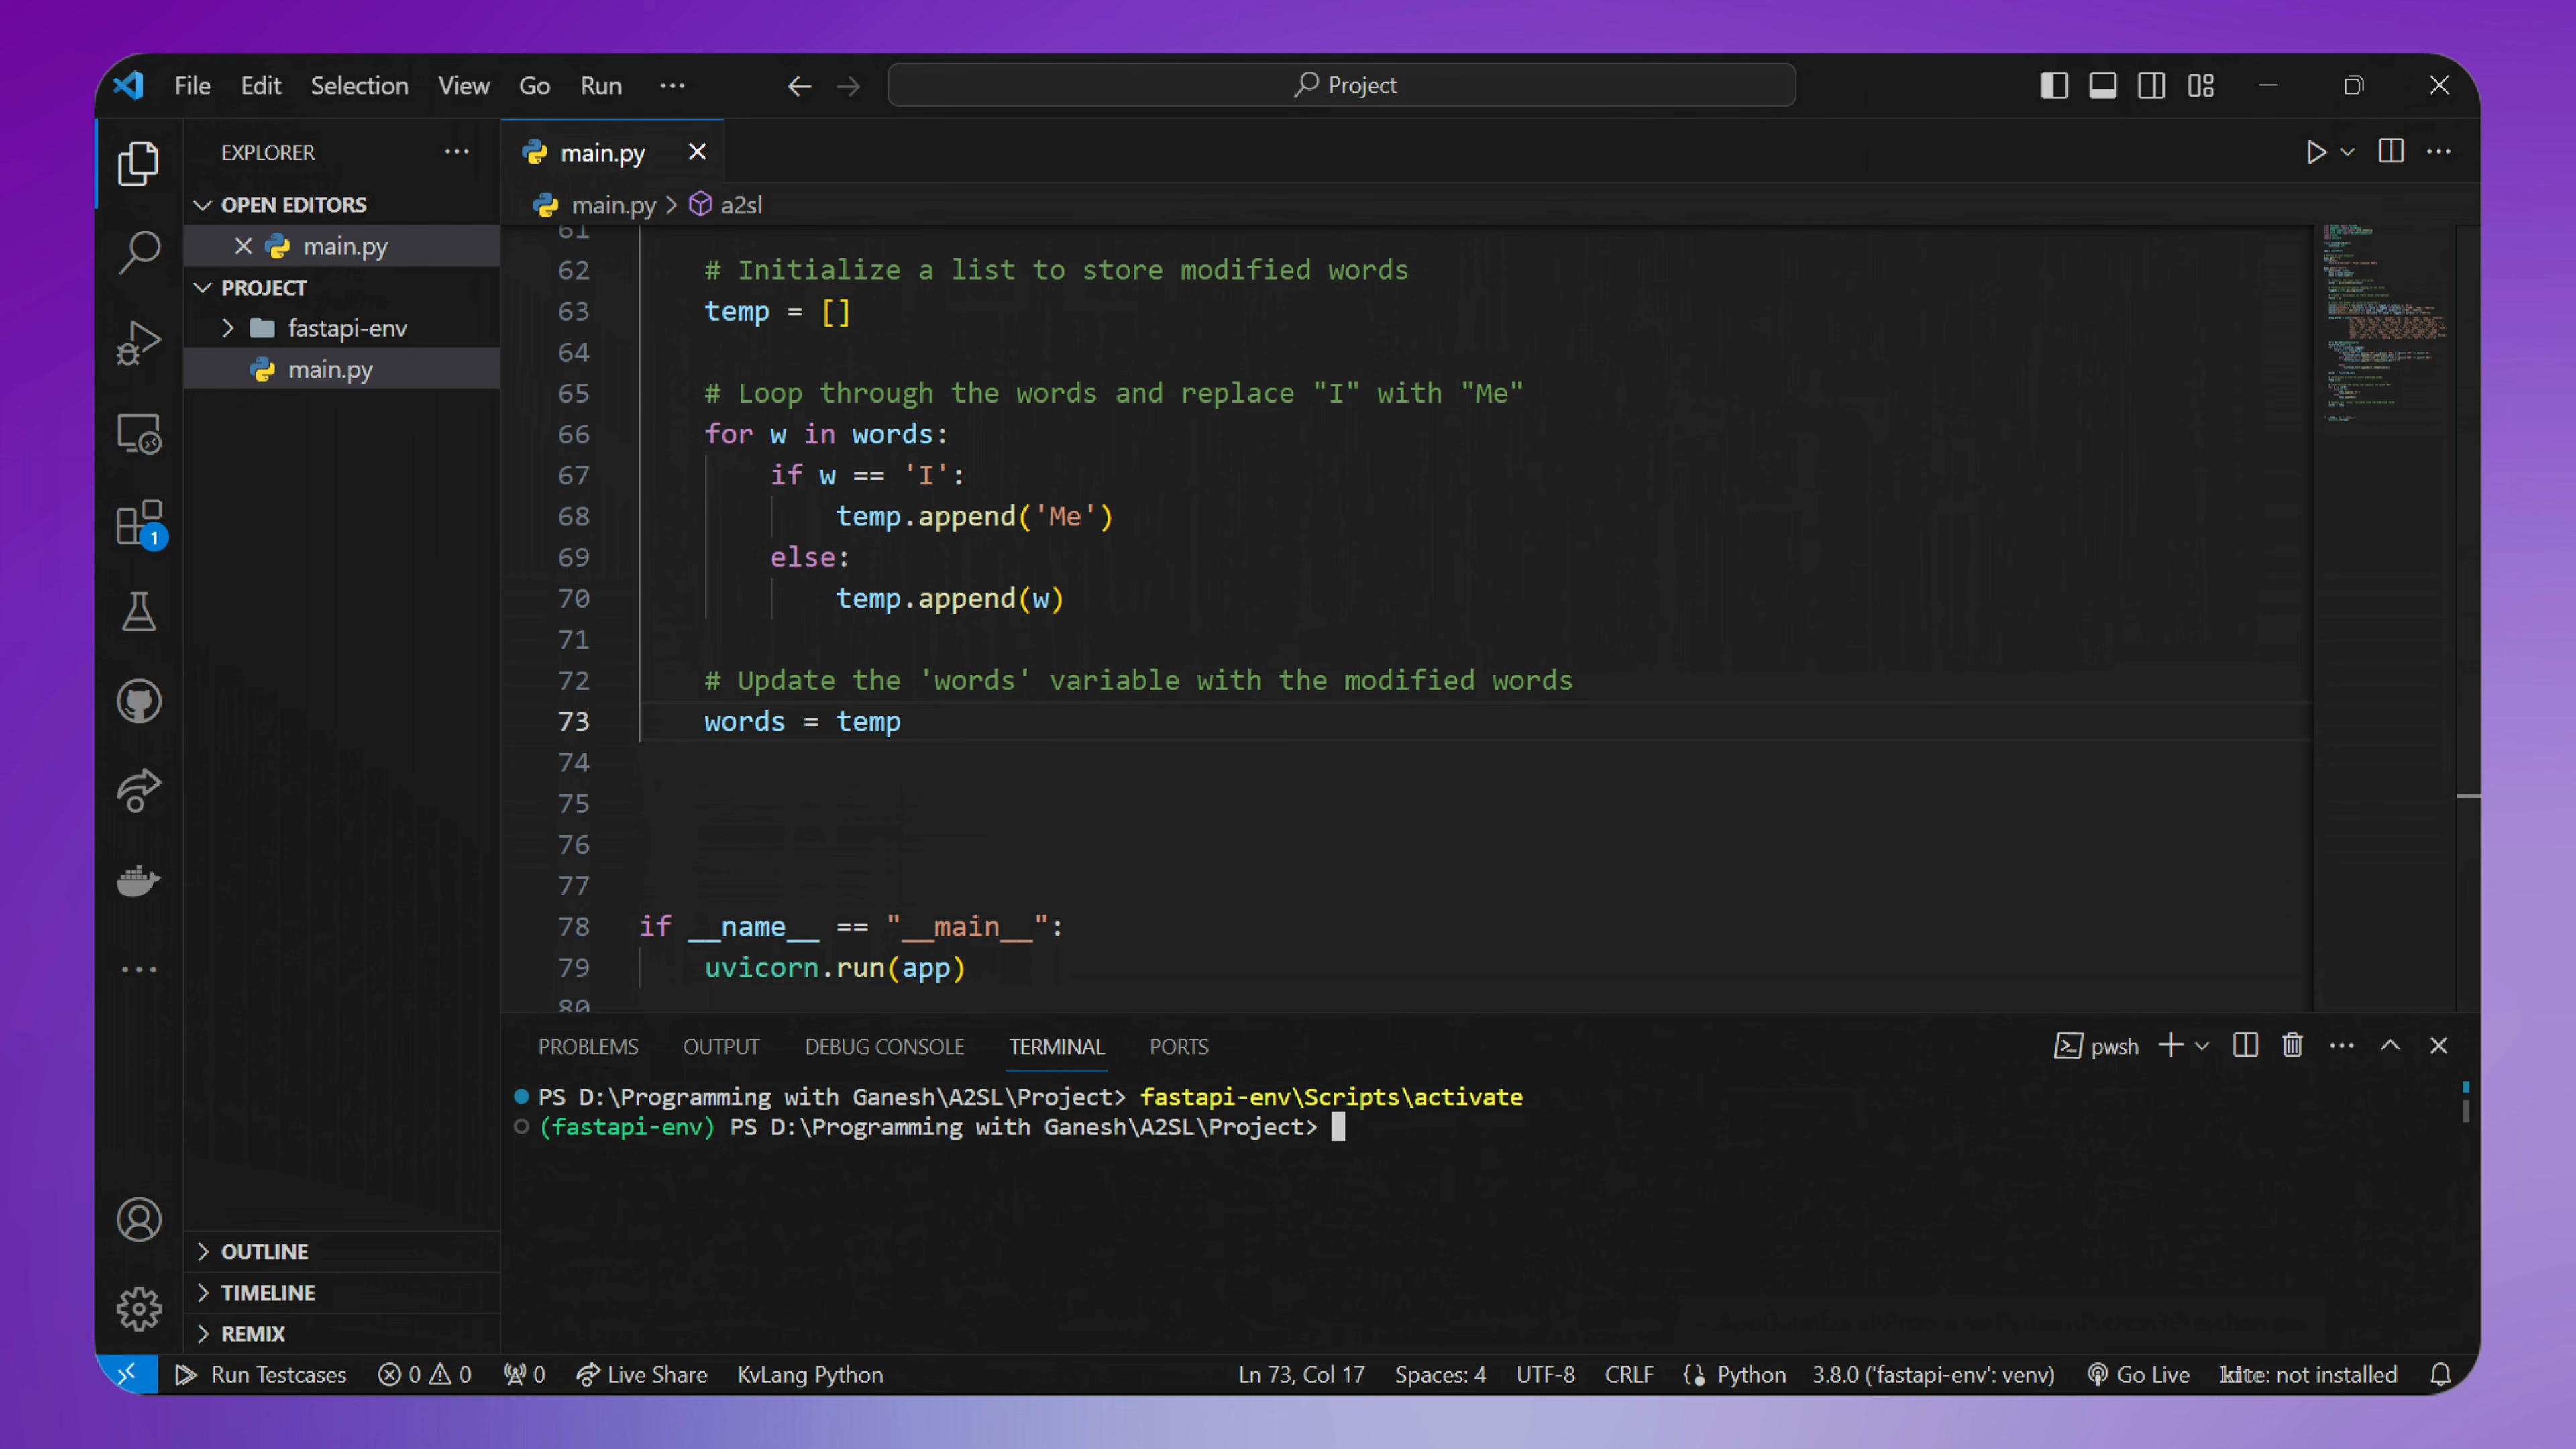 File Edit Selection View Go Run ... Project
EXPLORER ...
OPEN EDITORS
main.py
PROJECT
fastapi-env
main.py
1
OUTLINE
TIMELINE
REMIX
main.py
main.py > a2sl
61
62 # Initialize a list to store modified words
63 temp = []
64
65 # Loop through the words and replace "I" with "Me"
66 for w in words:
67 if w == 'I':
68 temp.append('Me')
69 else:
70 temp.append(w)
71
72 # Update the 'words' variable with the modified words
73 words = temp
74
75
76
77
78 if __name__ == "__main__":
79 uvicorn.run(app)
80
PROBLEMS OUTPUT DEBUG CONSOLE TERMINAL PORTS pwsh
PS D:\Programming with Ganesh\A2SL\Project> fastapi-env\Scripts\activate
(fastapi-env) PS D:\Programming with Ganesh\A2SL\Project>
Run Testcases 0 0 0 Live Share KvLang Python Ln 73, Col 17 Spaces: 4 UTF-8 CRLF Python 3.8.0 ('fastapi-env': venv) Go Live kite: not installed